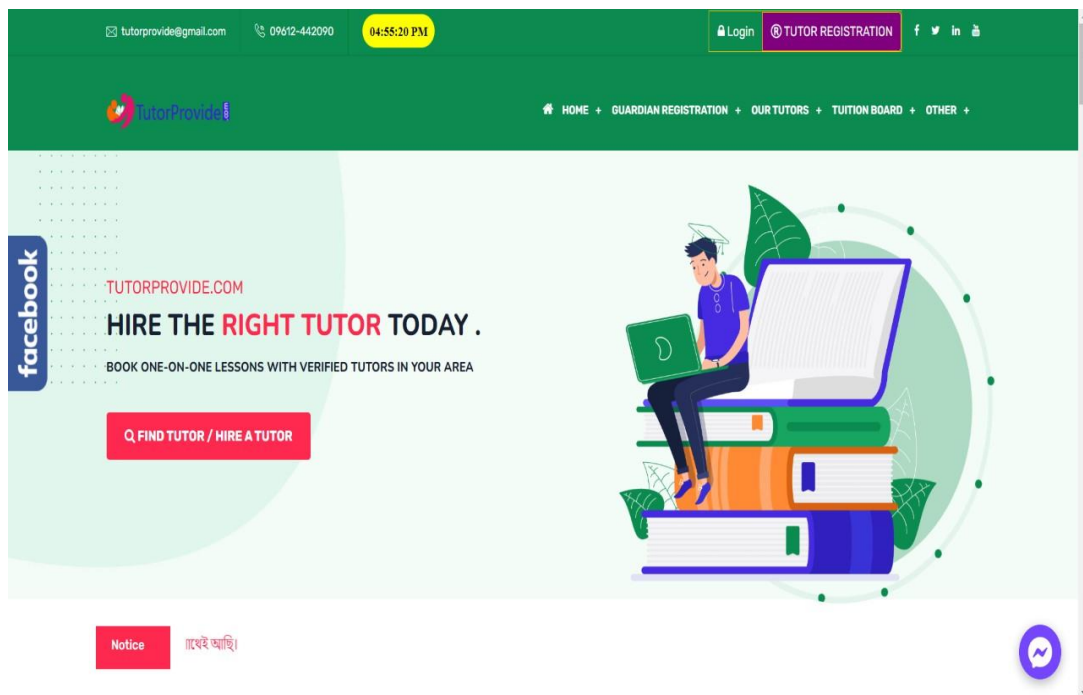 tutorprovide@gmail.com
09612-442090
04:55:20 PM
Login
® TUTOR REGISTRATION
TutorProvide
HOME + GUARDIAN REGISTRATION + OUR TUTORS + TUITION BOARD + OTHER +
facebook
TUTORPROVIDE.COM
HIRE THE RIGHT TUTOR TODAY .
BOOK ONE-ON-ONE LESSONS WITH VERIFIED TUTORS IN YOUR AREA
FIND TUTOR / HIRE A TUTOR
Notice
আছি।